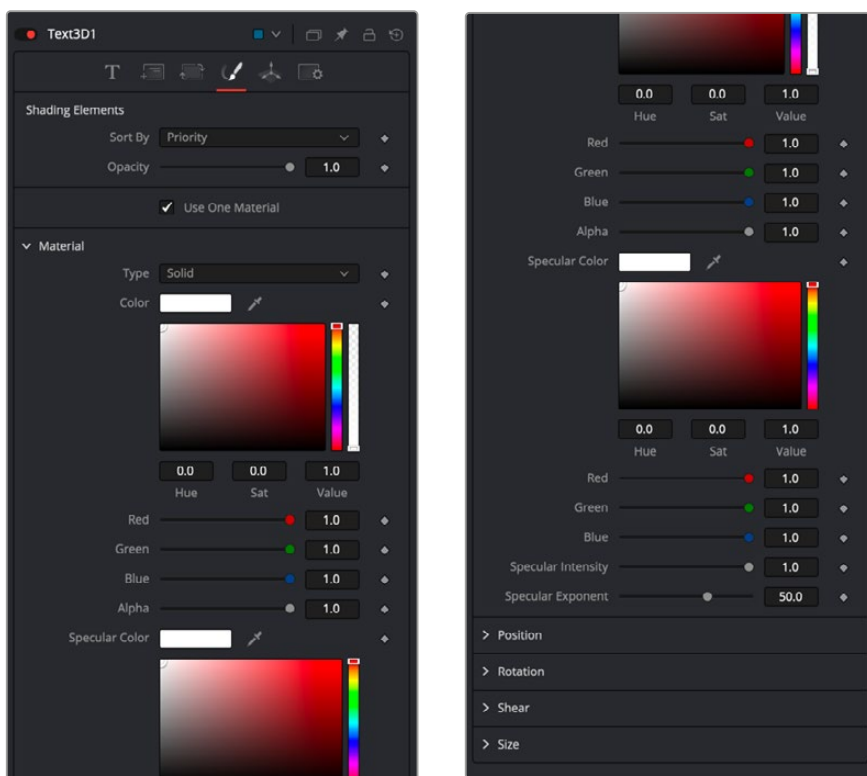 Text3D1
T
Shading Elements
Sort By Priority
Opacity 1.0
Use One Material
Material
Type Solid
Color
0.0 0.0 1.0
Hue Sat Value
Red 1.0
Green 1.0
Blue 1.0
Alpha 1.0
Specular Color
0.0 0.0 1.0
Hue Sat Value
Red 1.0
Green 1.0
Blue 1.0
Alpha 1.0
Specular Color
0.0 0.0 1.0
Hue Sat Value
Red 1.0
Green 1.0
Blue 1.0
Specular Intensity 1.0
Specular Exponent 50.0
Position
Rotation
Shear
Size